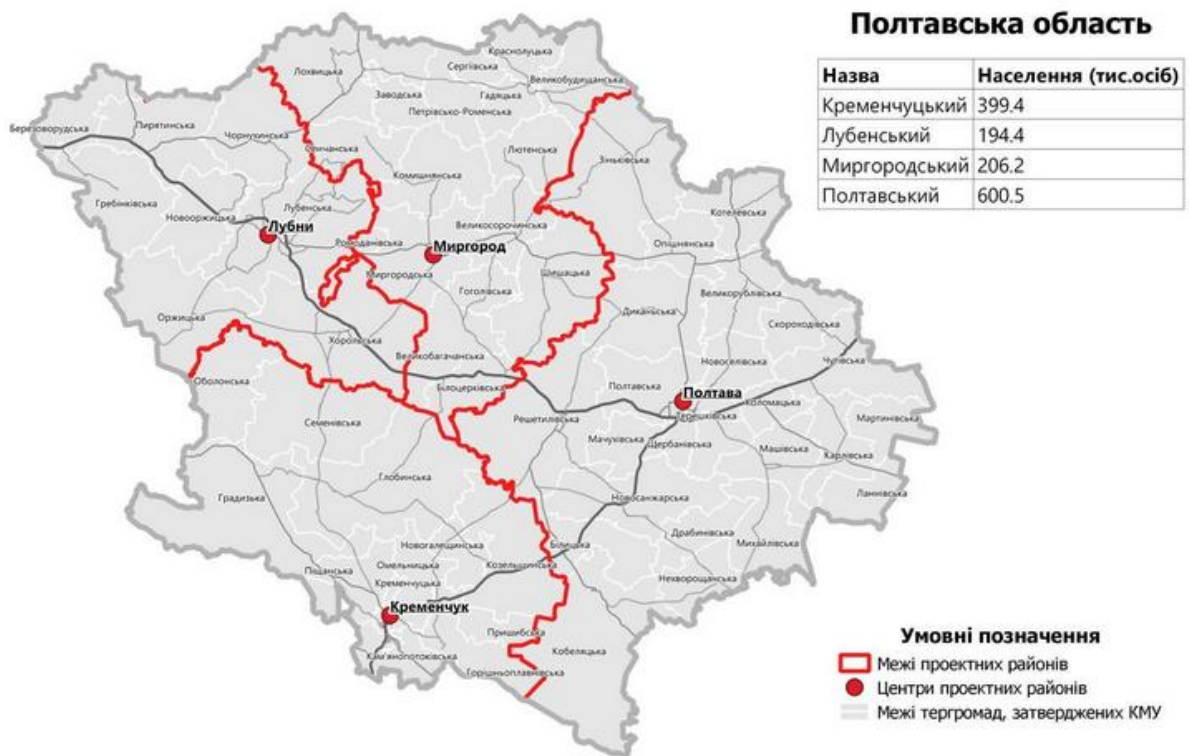 Полтавська область
Назва Населення (тис.осіб)
Кременчуцький 399.4
Лубенський 194.4
Миргородський 206.2
Полтавський 600.5
Краснолуцька
Лохвицька
Сергіївська
Великобудищанська
Заводська
Гадяцька
Петрівсько-Роменська
Березоворудська
Пирятинська
Чорнухинська
Сенчанська
Лютенська
Зіньківська
Комишнянська
Гребінківська
Лубенська
Новооржицька
Великосорочинська
Котелевська
Лубни
Ромоданівська
Миргород
Опішнянська
Миргородська
Шишацька
Гоголівська
Великорублівська
Диканьська
Оржицька
Скороходівська
Хорольська
Великобагачанська
Новоселівська
Чутівська
Оболонська
Білоцерківська
Полтавська
Полтава
Коломацька
Семенівська
Решетилівська
Терешківська
Мартинівська
Мачухівська
Щербанівська
Машівська
Карлівська
Глобинська
Ланнівська
Градизька
Новосанжарська
Драбинівська
Новогалещинська
Білицька
Михайлівська
Омельницька
Козельщинська
Піщанська
Кременчуцька
Нехворощанська
Кременчук
Пришибська
Кобеляцька
Кам'янопотоківська
Горішньоплавнівська
Умовні позначення
Межі проектних районів
Центри проектних районів
Межі тергромад, затверджених КМУ